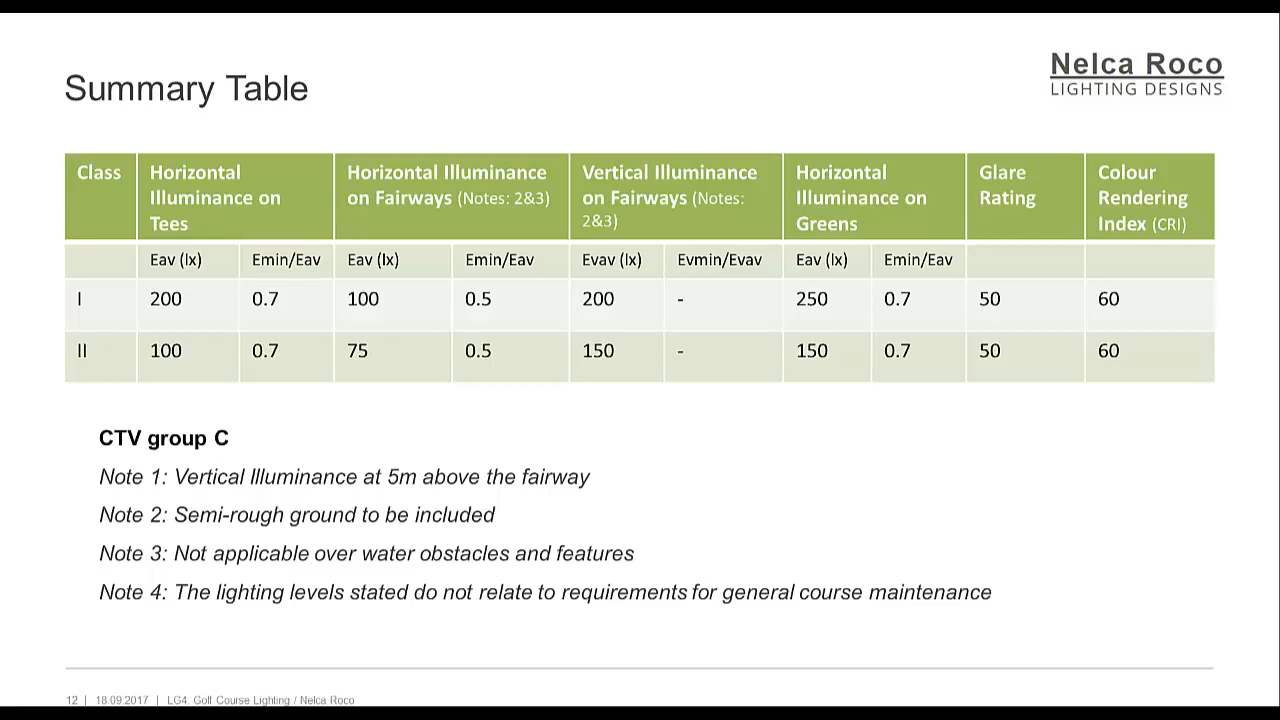 Nelca Roco
LIGHTING DESIGNS
Summary Table
Class Horizontal Illuminance on Tees Horizontal Illuminance on Fairways (Notes: 2&3) Vertical Illuminance on Fairways (Notes: 2&3) Horizontal Illuminance on Greens Glare Rating Colour Rendering Index (CRI)
Eav (lx) Emin/Eav Eav (lx) Emin/Eav Evav (lx) Evmin/Evav Eav (lx) Emin/Eav
I 200 0.7 100 0.5 200 - 250 0.7 50 60
II 100 0.7 75 0.5 150 - 150 0.7 50 60
CTV group C
Note 1: Vertical Illuminance at 5m above the fairway
Note 2: Semi-rough ground to be included
Note 3: Not applicable over water obstacles and features
Note 4: The lighting levels stated do not relate to requirements for general course maintenance
12 | 18.09.2017 | LG4. Golf Course Lighting / Nelca Roco